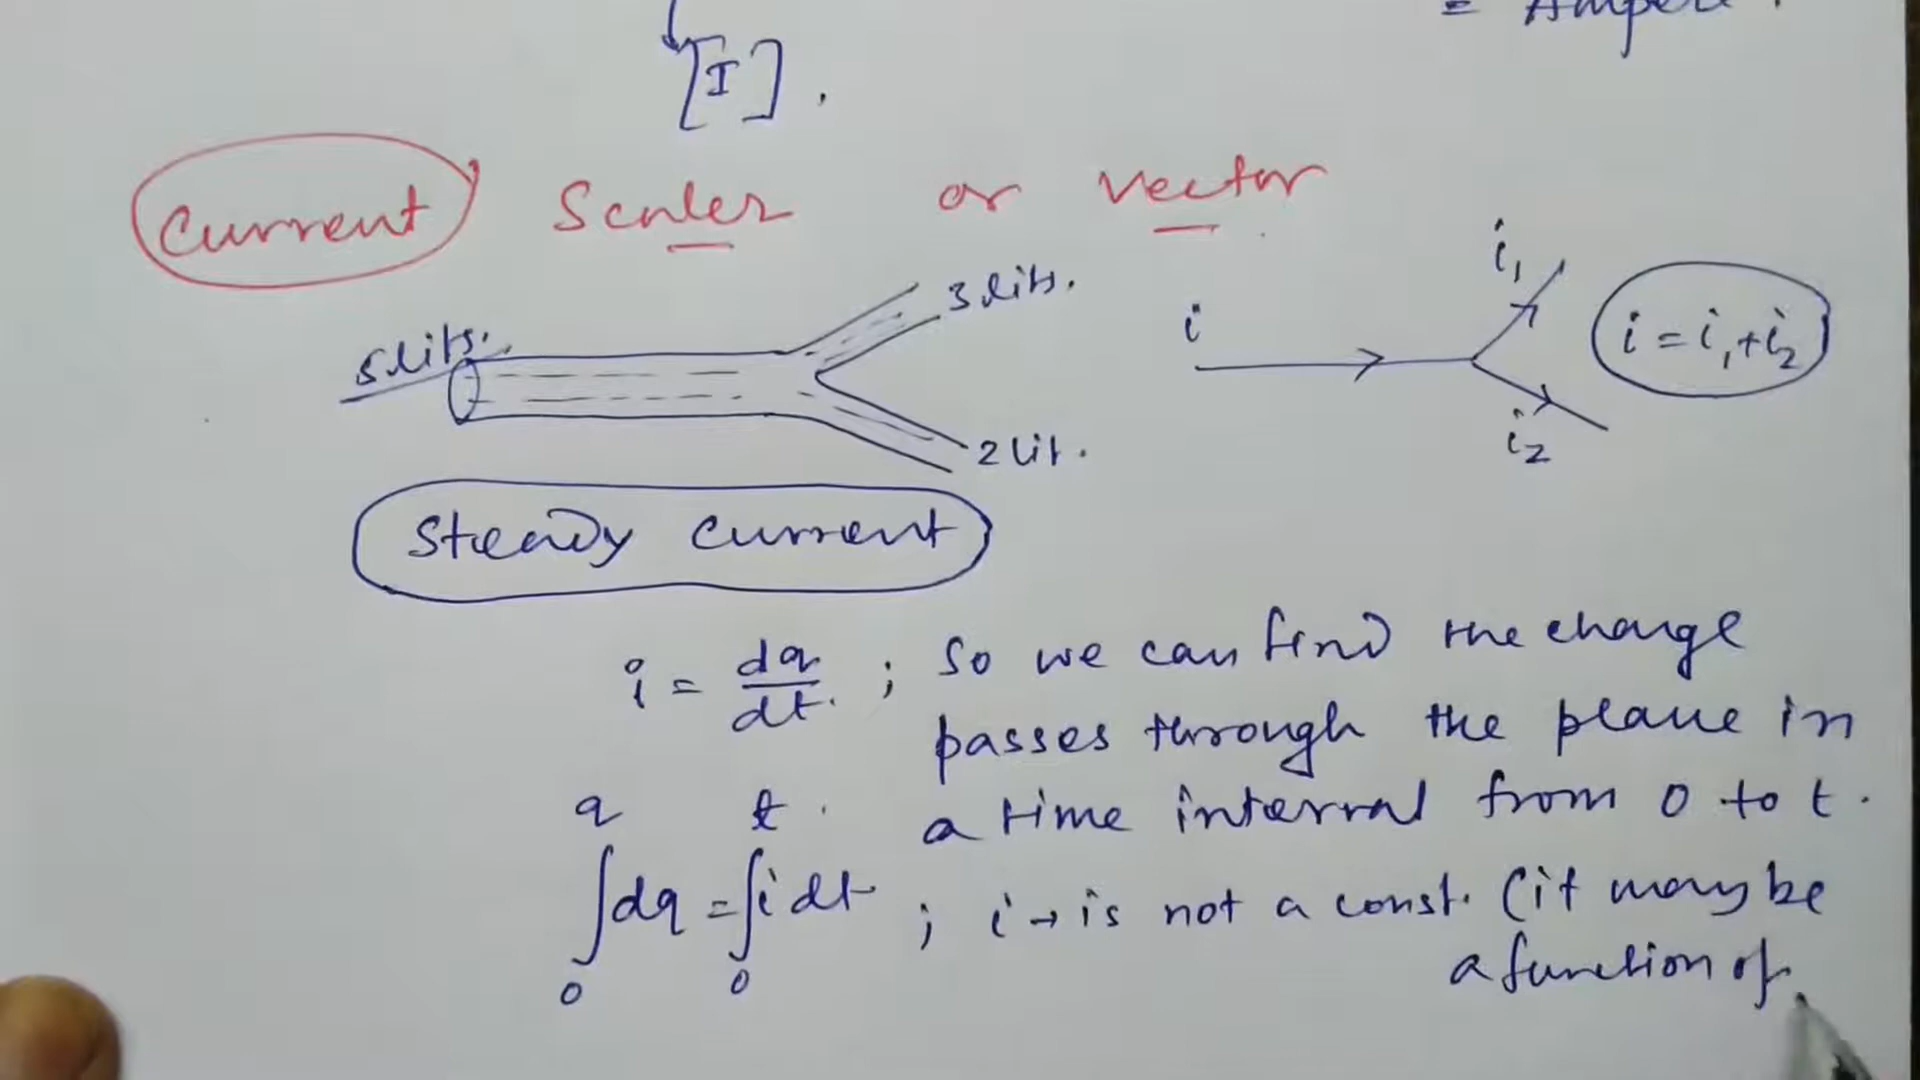 = Ampere.
[I].
Current Scaler or vector
5 lits.
3 lits.
2 lit.
i
i₁
i₂
i = i₁+i₂
Steady current
i = dq/dt. ; So we can find the charge
passes through the plane in
a time interval from 0 to t.
∫₀^q dq = ∫₀^t i dt ; i → is not a const. (it may be
a function of